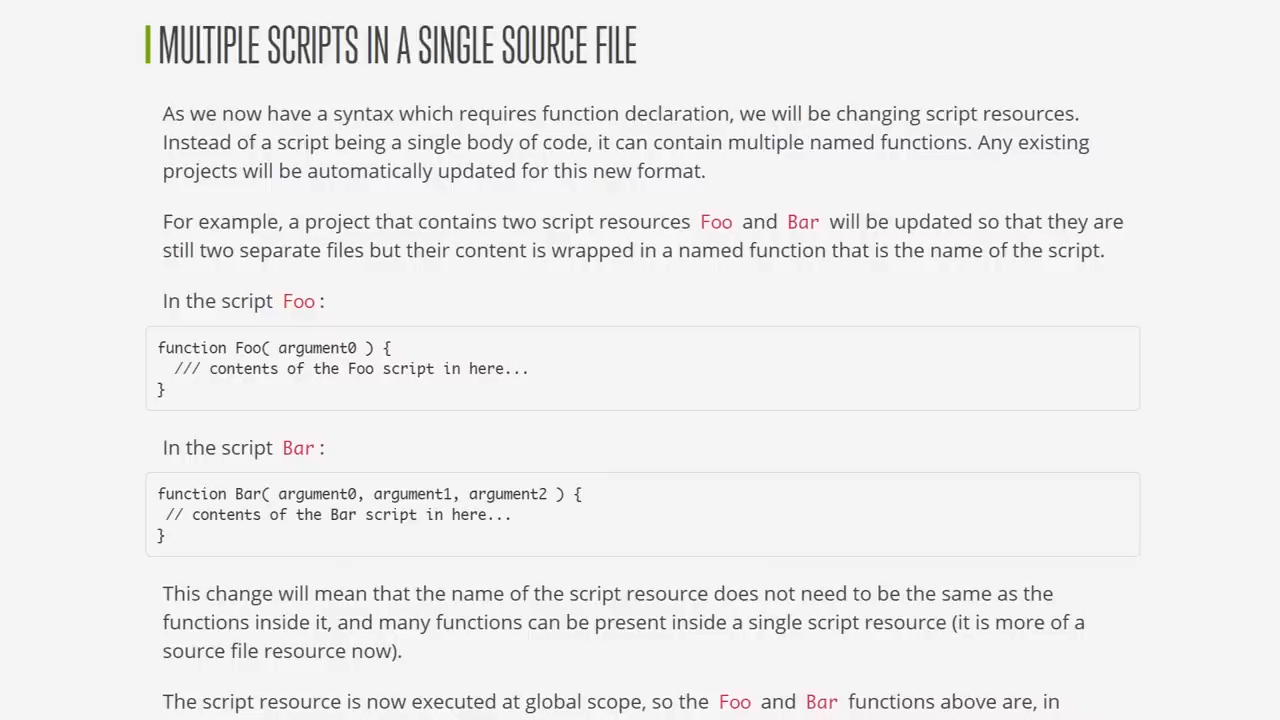 MULTIPLE SCRIPTS IN A SINGLE SOURCE FILE
As we now have a syntax which requires function declaration, we will be changing script resources.
Instead of a script being a single body of code, it can contain multiple named functions. Any existing
projects will be automatically updated for this new format.
For example, a project that contains two script resources Foo and Bar will be updated so that they are
still two separate files but their content is wrapped in a named function that is the name of the script.
In the script Foo:
function Foo( argument0 ) {
/// contents of the Foo script in here...
}
In the script Bar:
function Bar( argument0, argument1, argument2 ) {
// contents of the Bar script in here...
}
This change will mean that the name of the script resource does not need to be the same as the
functions inside it, and many functions can be present inside a single script resource (it is more of a
source file resource now).
The script resource is now executed at global scope, so the Foo and Bar functions above are, in